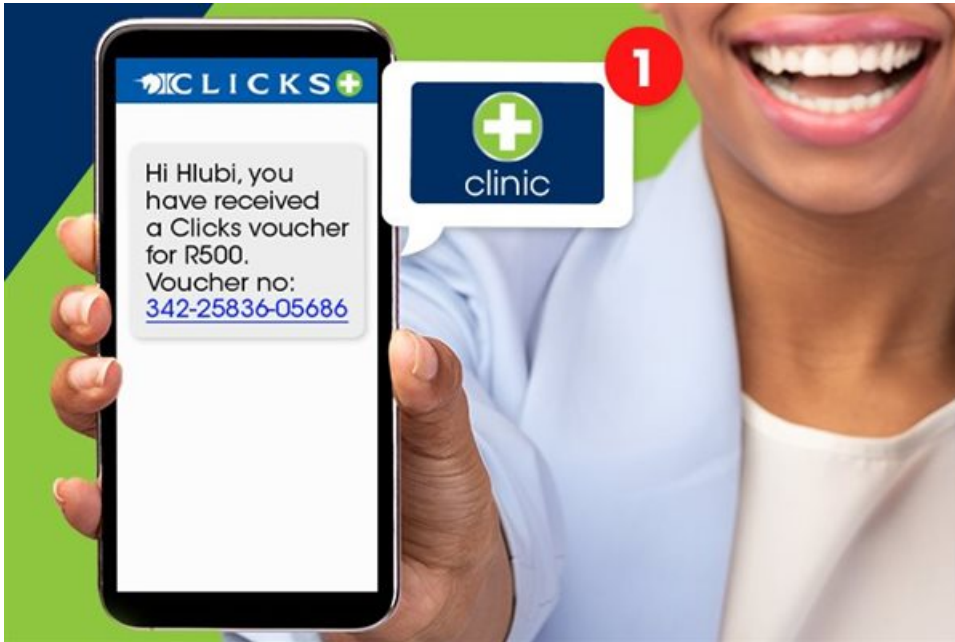 CLICKS
Hi Hlubi, you
have received
a Clicks voucher
for R500.
Voucher no:
342-25836-05686
1
clinic